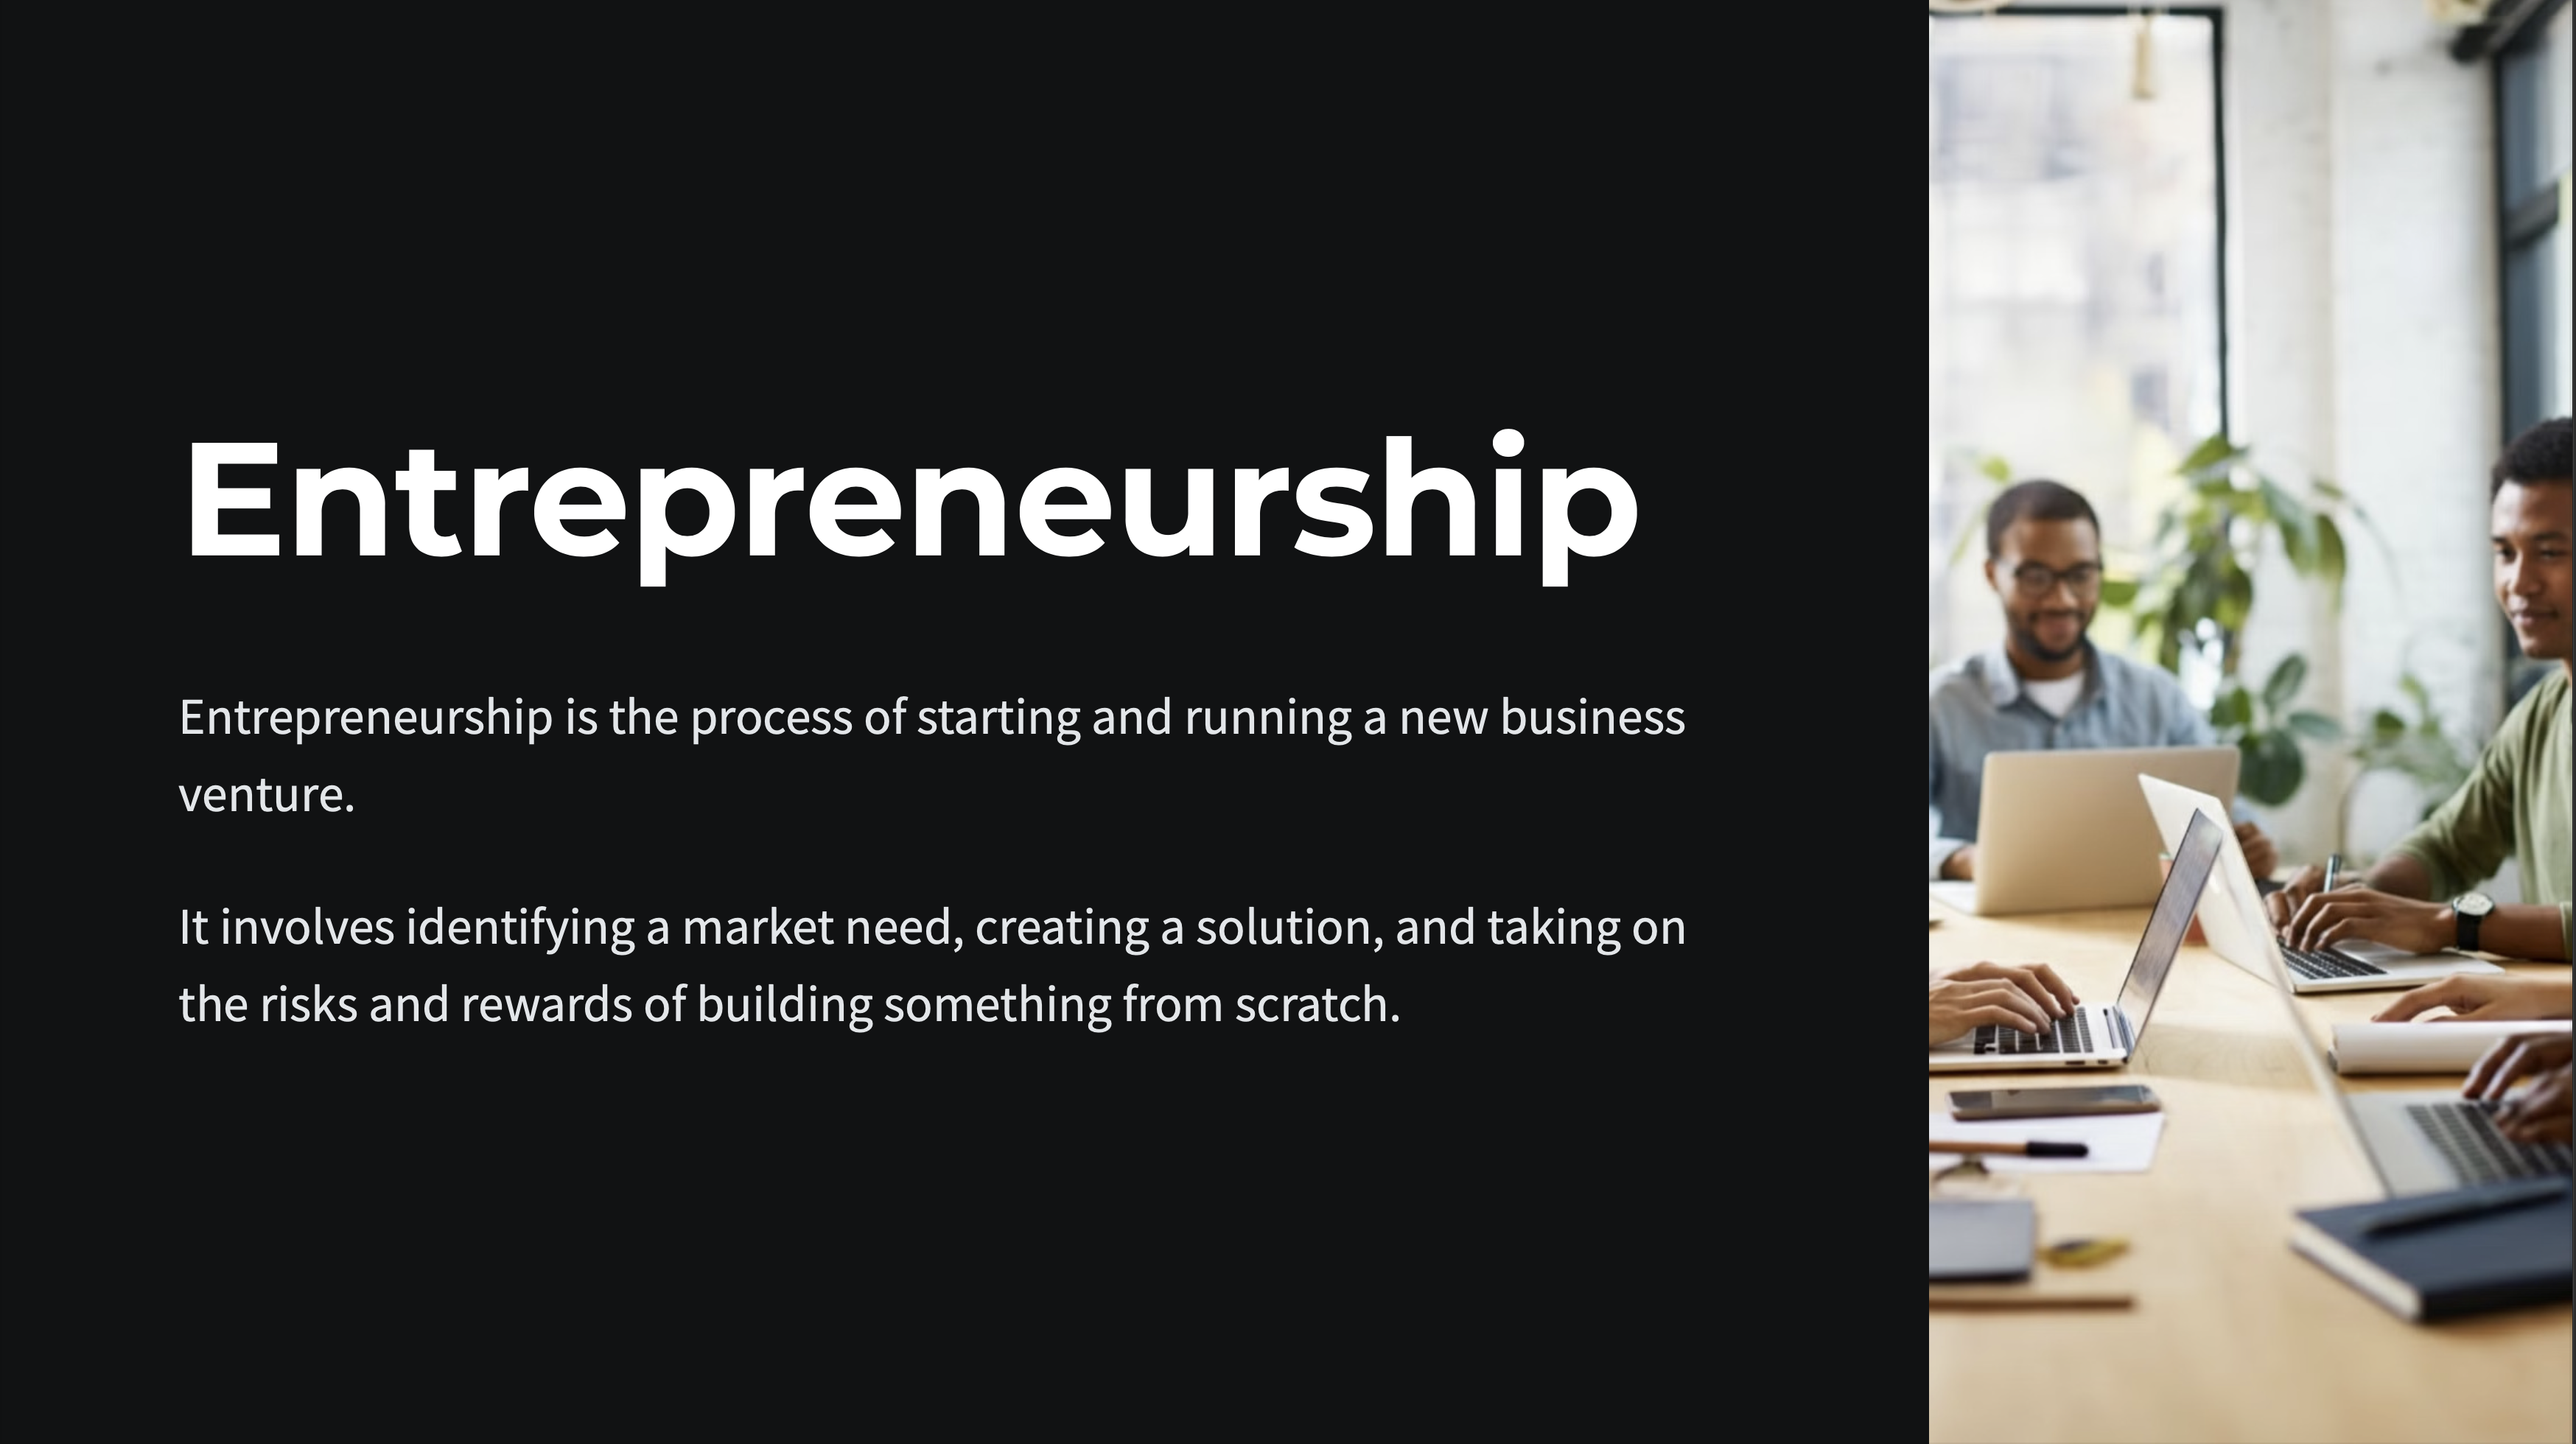 Entrepreneurship
Entrepreneurship is the process of starting and running a new business
venture.
It involves identifying a market need, creating a solution, and taking on
the risks and rewards of building something from scratch.